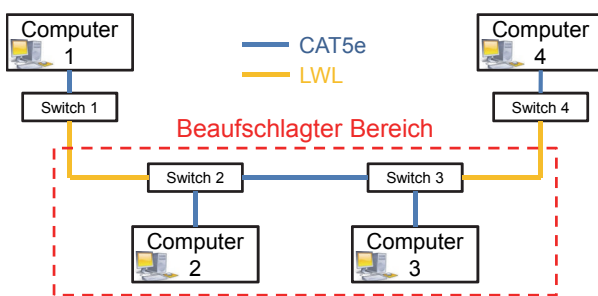 Computer
1
CAT5e
LWL
Computer
4
Switch 1
Switch 4
Beaufschlagter Bereich
Switch 2
Switch 3
Computer
2
Computer
3